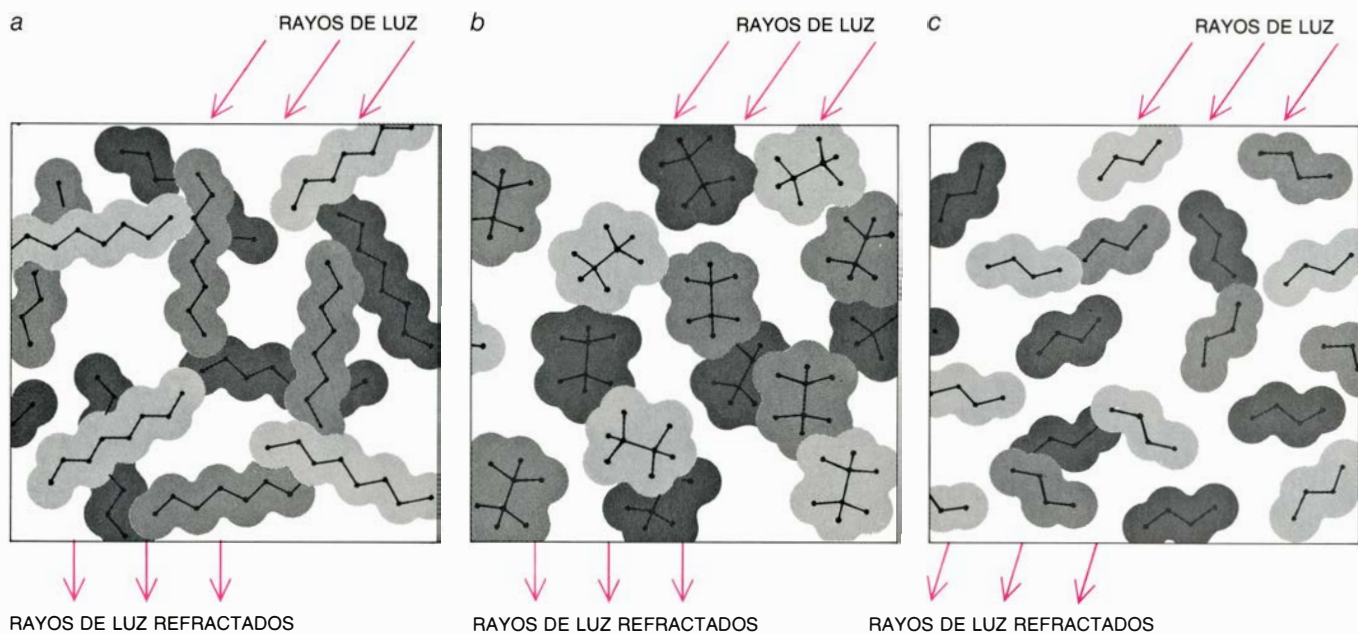 a
RAYOS DE LUZ
b
RAYOS DE LUZ
c
RAYOS DE LUZ
RAYOS DE LUZ REFRACTADOS
RAYOS DE LUZ REFRACTADOS
RAYOS DE LUZ REFRACTADOS